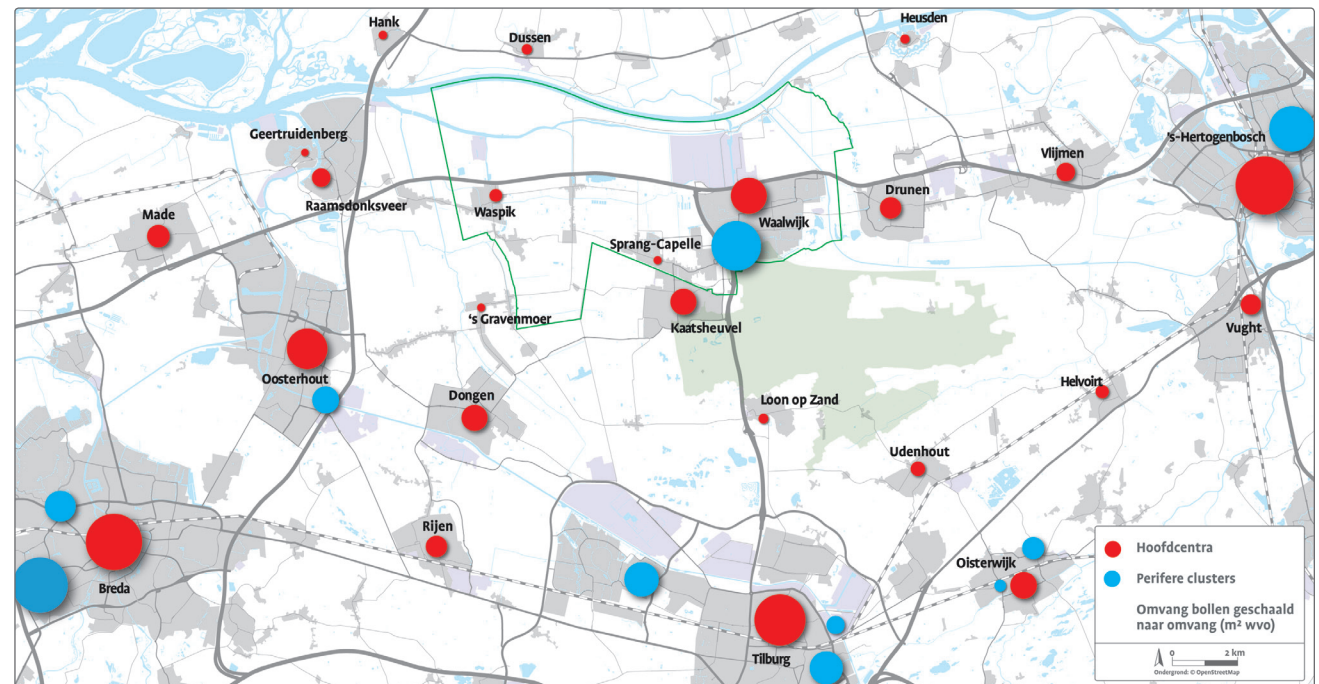 Hank
Dussen
Heusden
Geertruidenberg
's-Hertogenbosch
Vlijmen
Raamsdonksveer
Drunen
Waspik
Made
Waalwijk
Sprang-Capelle
's Gravenmoer
Kaatsheuvel
Vught
Oosterhout
Helvoirt
Dongen
Loon op Zand
Udenhout
Rijen
Oisterwijk
Breda
Tilburg
Hoofdcentra
Perifere clusters
Omvang bollen geschaald
naar omvang (m² wvo)
0 2 km
Ondergrond: © OpenStreetMap